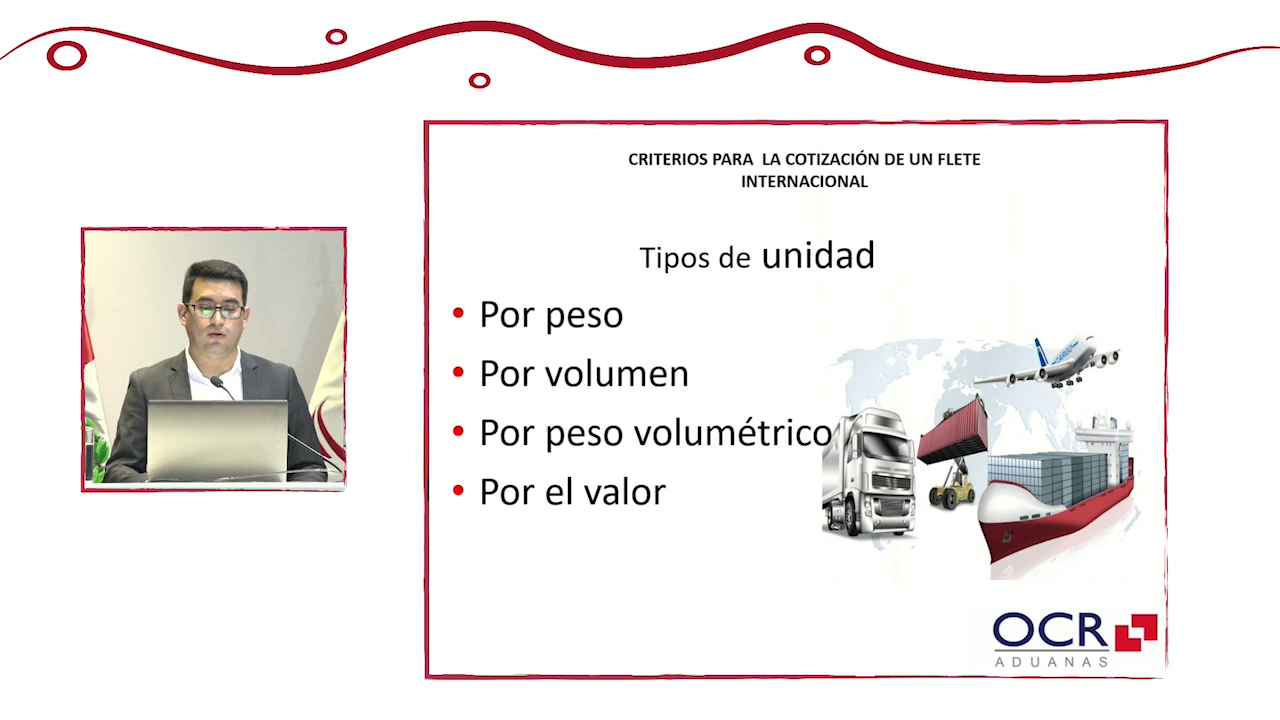 CRITERIOS PARA LA COTIZACIÓN DE UN FLETE
INTERNACIONAL
Tipos de unidad
• Por peso
• Por volumen
• Por peso volumétrico
• Por el valor
CARGO
OCR
ADUANAS